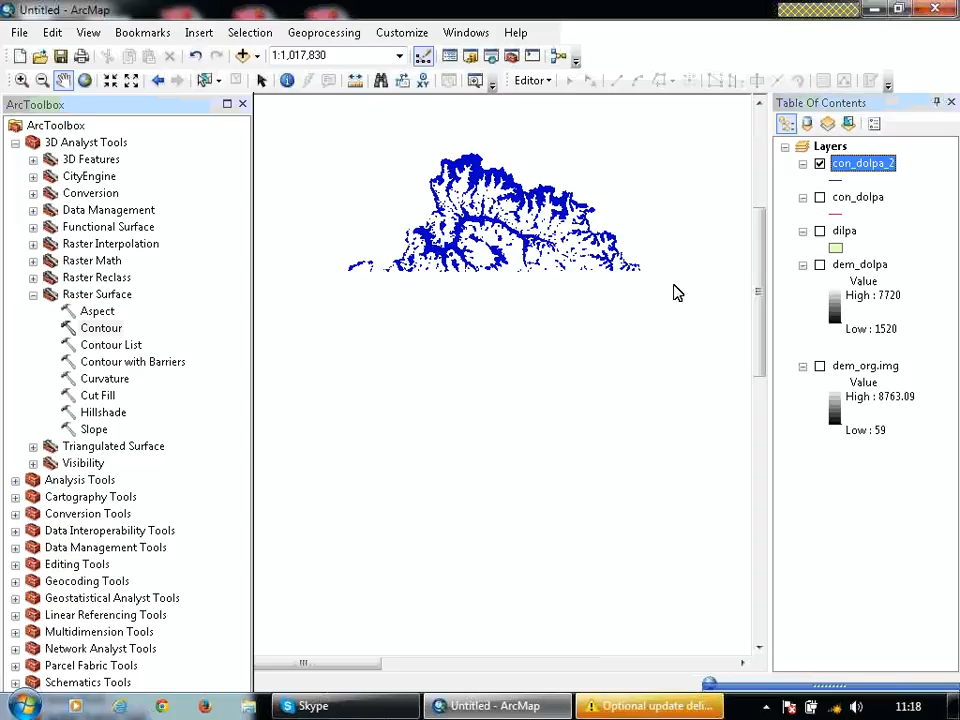 Untitled - ArcMap
File Edit View Bookmarks Insert Selection Geoprocessing Customize Windows Help
1:1,017,830
Editor
ArcToolbox
Table Of Contents
ArcToolbox
3D Analyst Tools
3D Features
CityEngine
Conversion
Data Management
Functional Surface
Raster Interpolation
Raster Math
Raster Reclass
Raster Surface
Aspect
Contour
Contour List
Contour with Barriers
Curvature
Cut Fill
Hillshade
Slope
Triangulated Surface
Visibility
Analysis Tools
Cartography Tools
Conversion Tools
Data Interoperability Tools
Data Management Tools
Editing Tools
Geocoding Tools
Geostatistical Analyst Tools
Linear Referencing Tools
Multidimension Tools
Network Analyst Tools
Parcel Fabric Tools
Schematics Tools
Layers
con_dolpa_2
con_dolpa
dilpa
dem_dolpa
Value
High : 7720
Low : 1520
dem_org.img
Value
High : 8763.09
Low : 59
Skype
Untitled - ArcMap
Optional update deli...
11:18